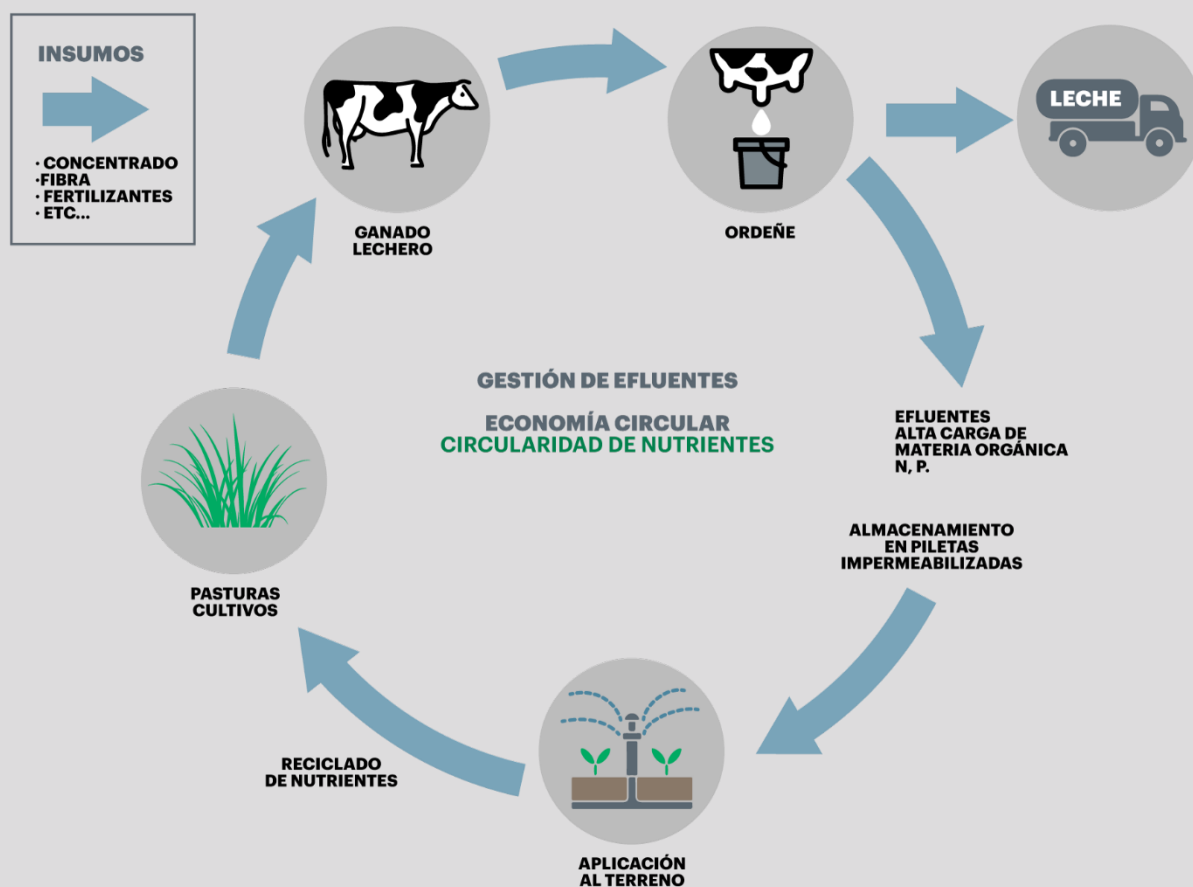 INSUMOS
· CONCENTRADO
·FIBRA
· FERTILIZANTES
· ETC...
GANADO
LECHERO
ORDEÑE
LECHE
GESTIÓN DE EFLUENTES
ECONOMÍA CIRCULAR
CIRCULARIDAD DE NUTRIENTES
EFLUENTES
ALTA CARGA DE
MATERIA ORGÁNICA
N, P.
ALMACENAMIENTO
EN PILETAS
IMPERMEABILIZADAS
PASTURAS
CULTIVOS
RECICLADO
DE NUTRIENTES
APLICACIÓN
AL TERRENO